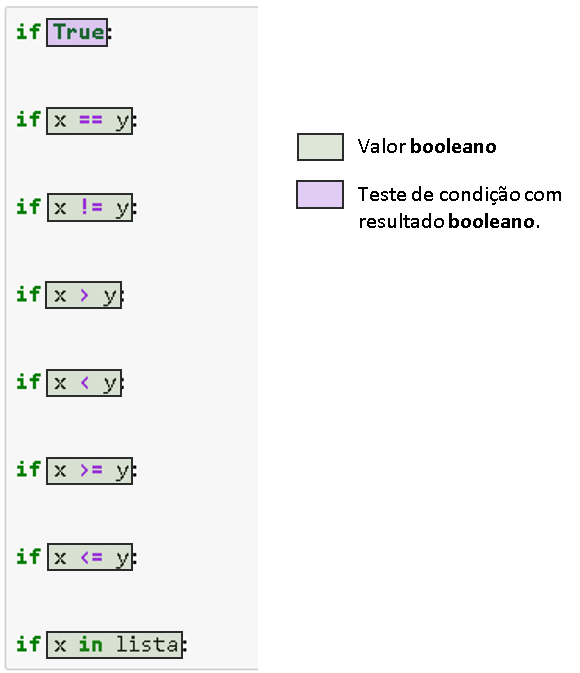 if True:
if x == y:
if x != y:
if x > y:
if x < y:
if x >= y:
if x <= y:
if x in lista:
Valor booleano
Teste de condição com
resultado booleano.